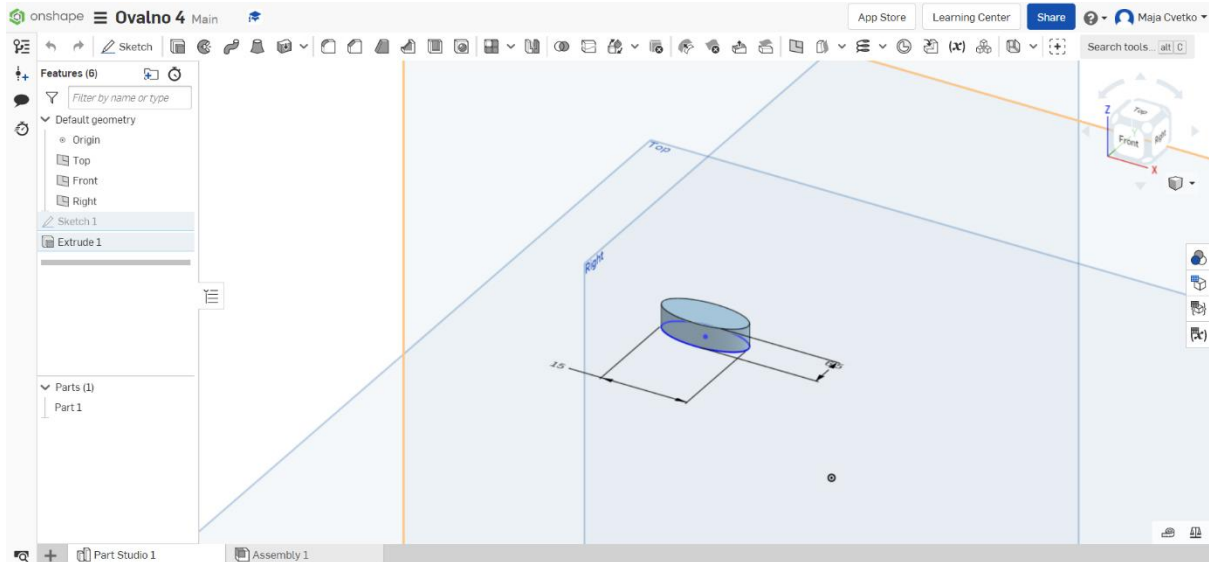 onshape Ovalno 4 Main App Store Learning Center Share Maja Cvetko
Sketch (x) Search tools... alt C
Features (6)
Filter by name or type
Default geometry
Origin
Top
Front
Right
Sketch 1
Extrude 1
Top
Right
15
Z
Top
Front
Right
X
(x)
Parts (1)
Part 1
Part Studio 1 Assembly 1